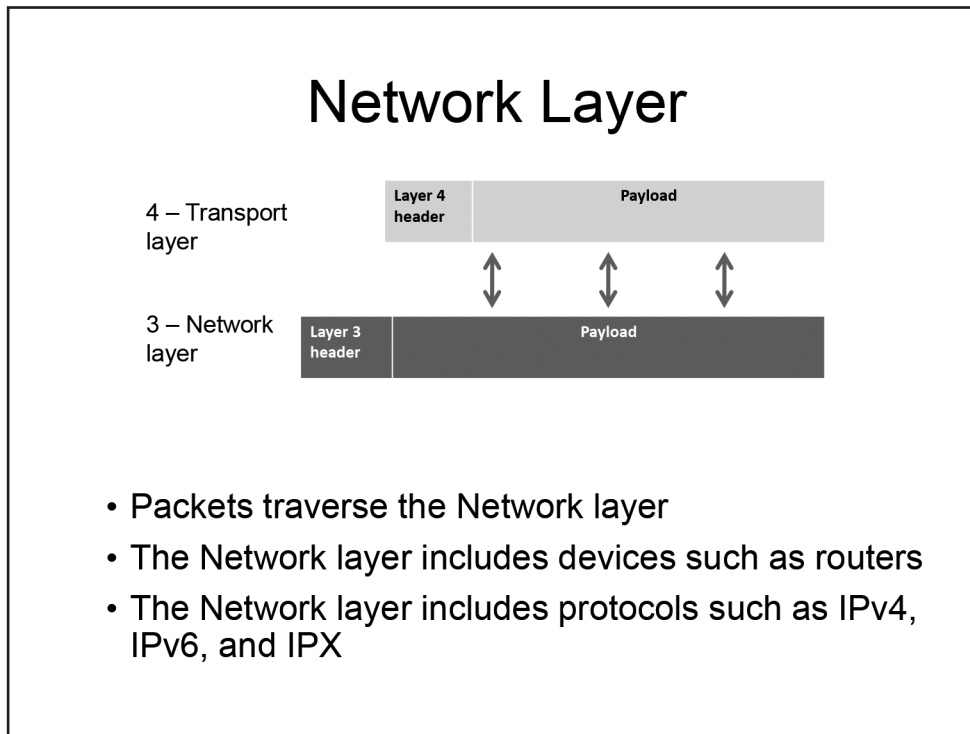 Network Layer
4 – Transport
layer
Layer 4
header
Payload
3 – Network
layer
Layer 3
header
Payload
• Packets traverse the Network layer
• The Network layer includes devices such as routers
• The Network layer includes protocols such as IPv4,
IPv6, and IPX